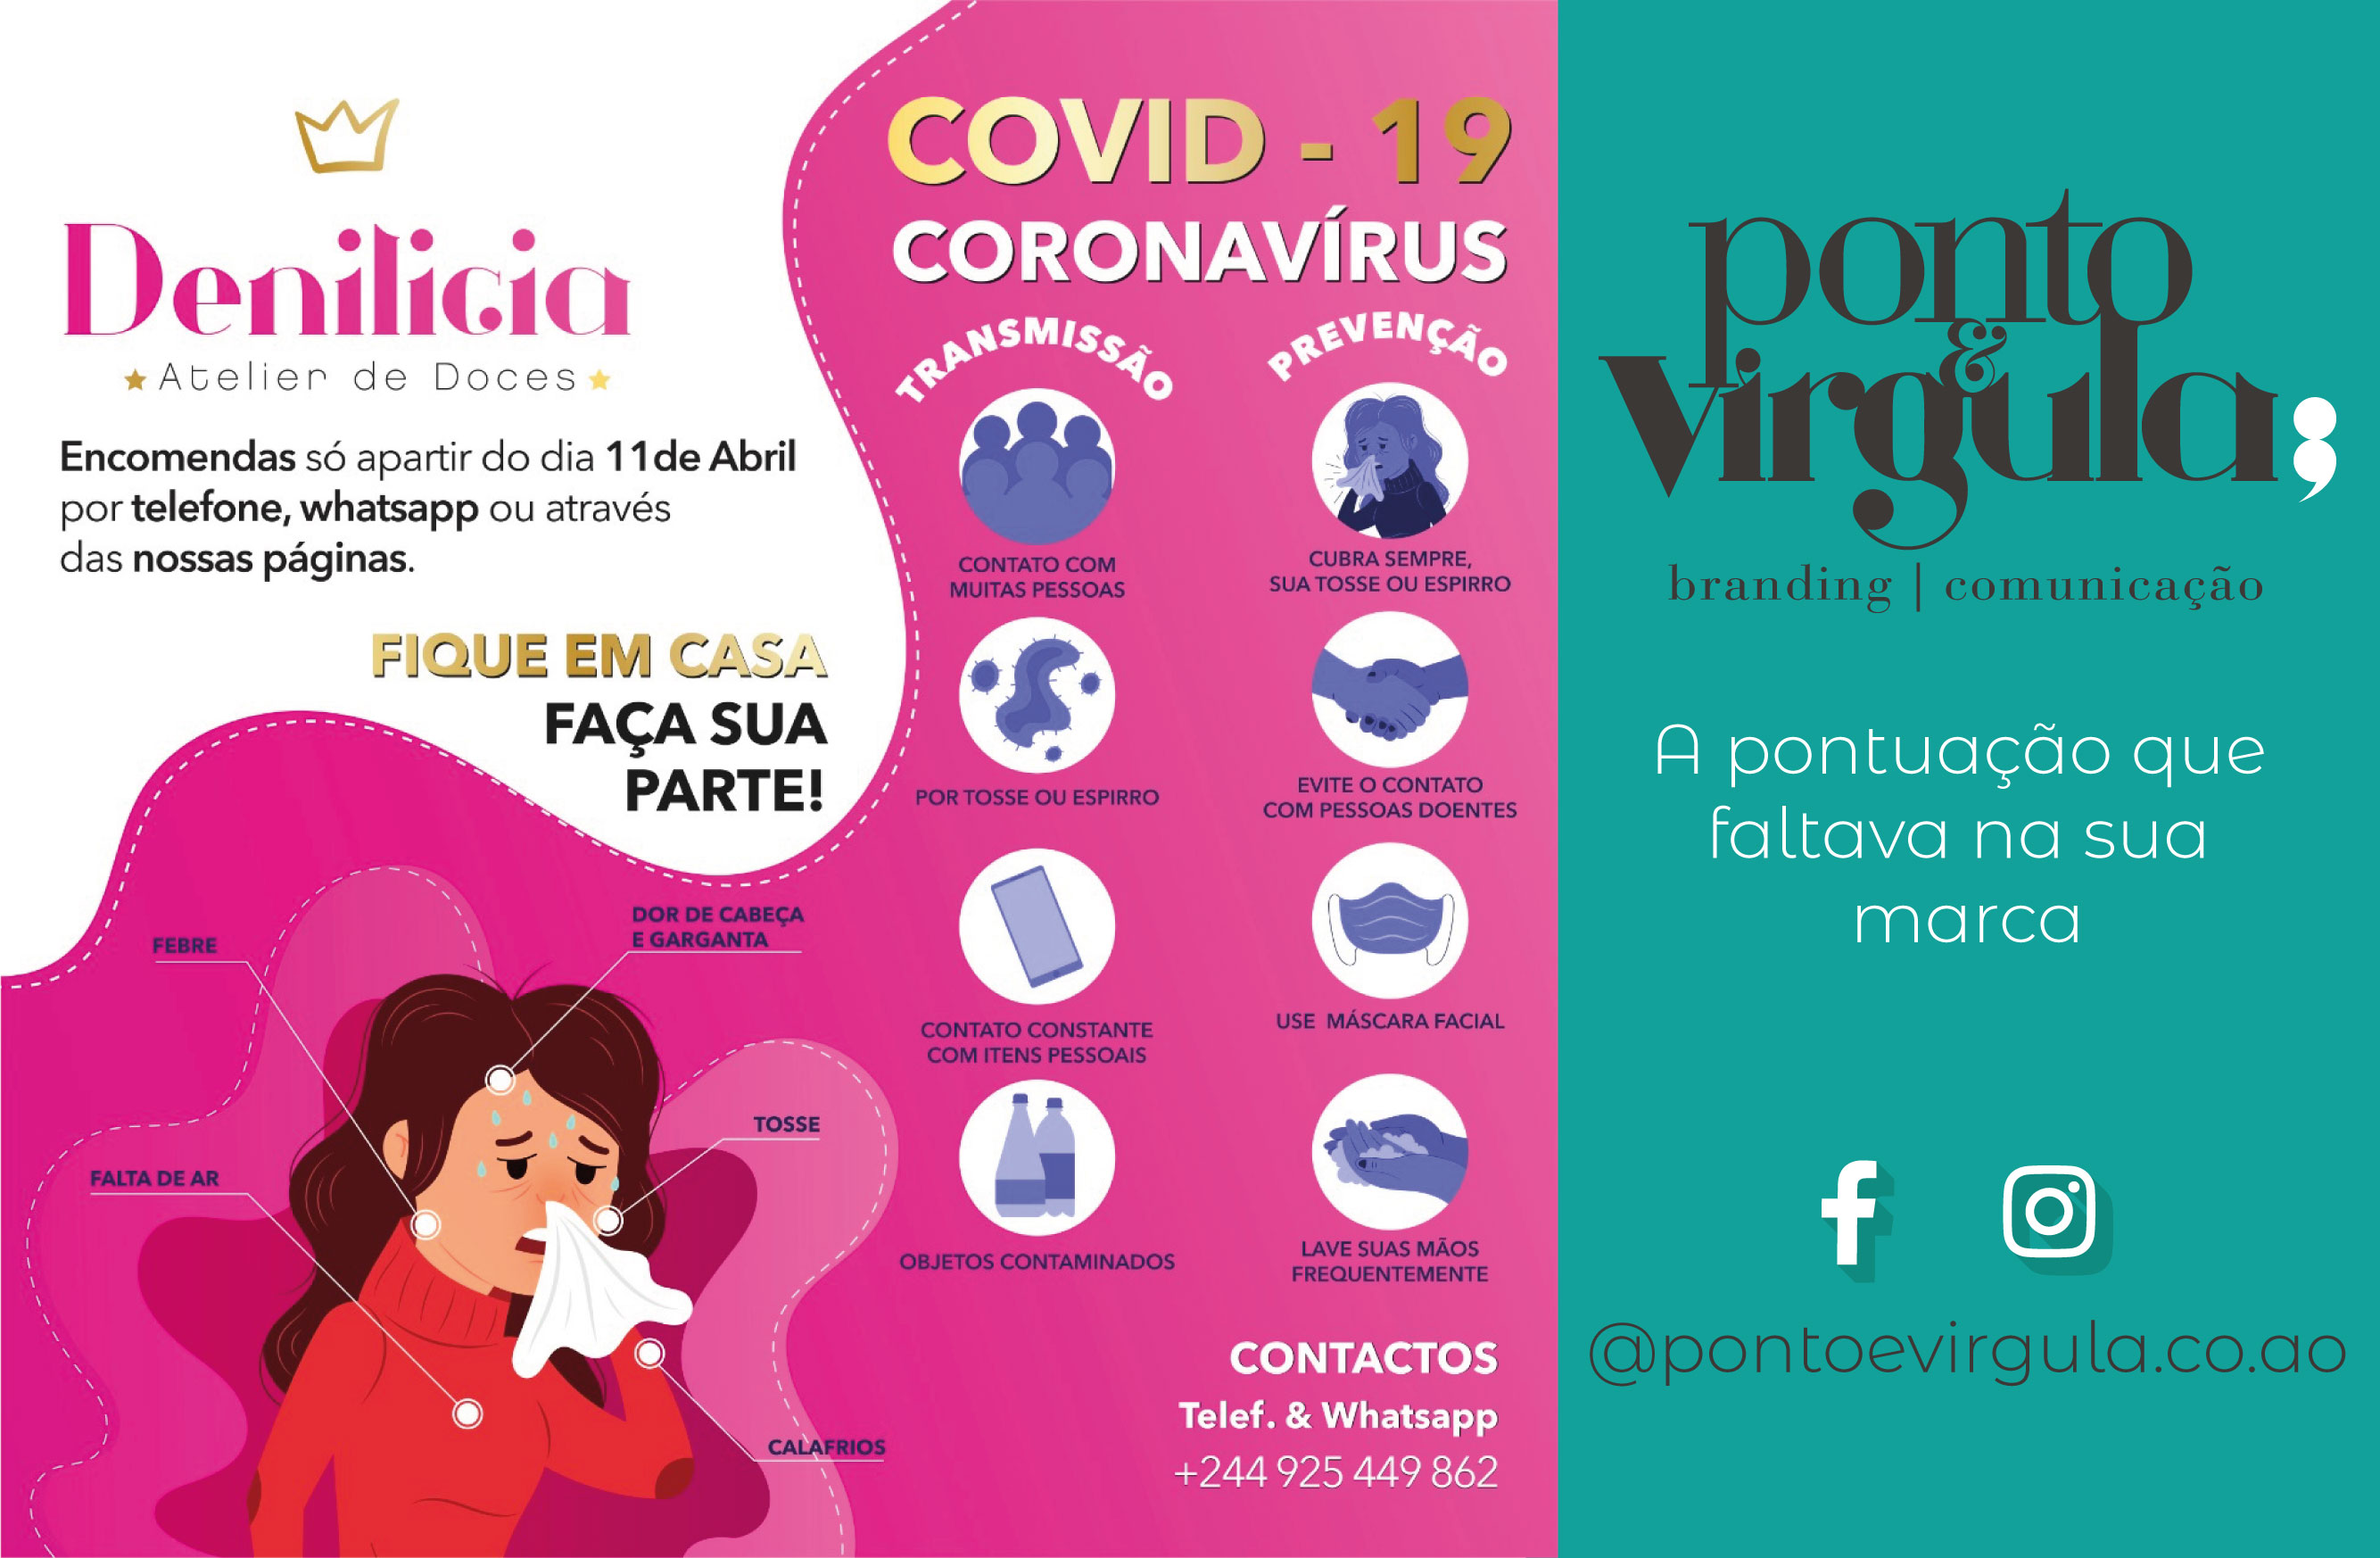 Denilicia
Atelier de Doces
Encomendas só apartir do dia 11de Abril
por telefone, whatsapp ou através
das nossas páginas.
FIQUE EM CASA
FAÇA SUA
PARTE!
FEBRE
DOR DE CABEÇA
E GARGANTA
FALTA DE AR
TOSSE
CALAFRIOS
COVID - 19
CORONAVÍRUS
TRANSMISSÃO
CONTATO COM
MUITAS PESSOAS
POR TOSSE OU ESPIRRO
CONTATO CONSTANTE
COM ITENS PESSOAIS
OBJETOS CONTAMINADOS
PREVENÇÃO
CUBRA SEMPRE,
SUA TOSSE OU ESPIRRO
EVITE O CONTATO
COM PESSOAS DOENTES
USE MÁSCARA FACIAL
LAVE SUAS MÃOS
FREQUENTEMENTE
CONTACTOS
Telef. & Whatsapp
+244 925 449 862
ponto
&
virgula;
branding | comunicação
A pontuação que
faltava na sua
marca
@pontoevirgula.co.ao